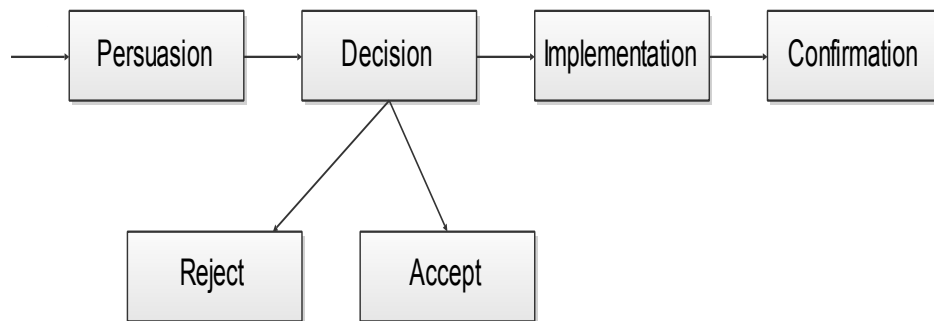 Persuasion
Decision
Implementation
Confirmation
Reject
Accept